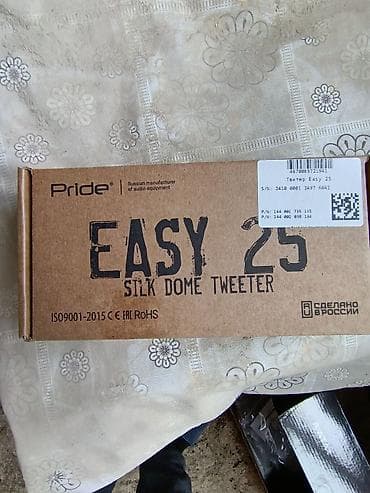 Pride®
Russian manufacturer
of audio equipment
Твитер Easy 25
EASY 25
SILK DOME TWEETER
ISO9001-2015 CE EAC RoHS
СДЕЛАНО
В РОССИИ